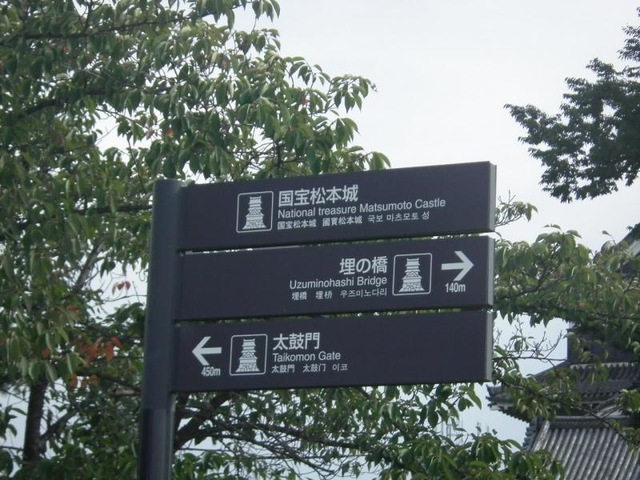 国宝松本城
National treasure Matsumoto Castle
国宝松本城 國寶松本城 국보 마츠모토 성
埋の橋
Uzuminohashi Bridge
埋橋 埋桥 우즈미노다리
140m
太鼓門
Taikomon Gate
太鼓門 太鼓门 이코
450m